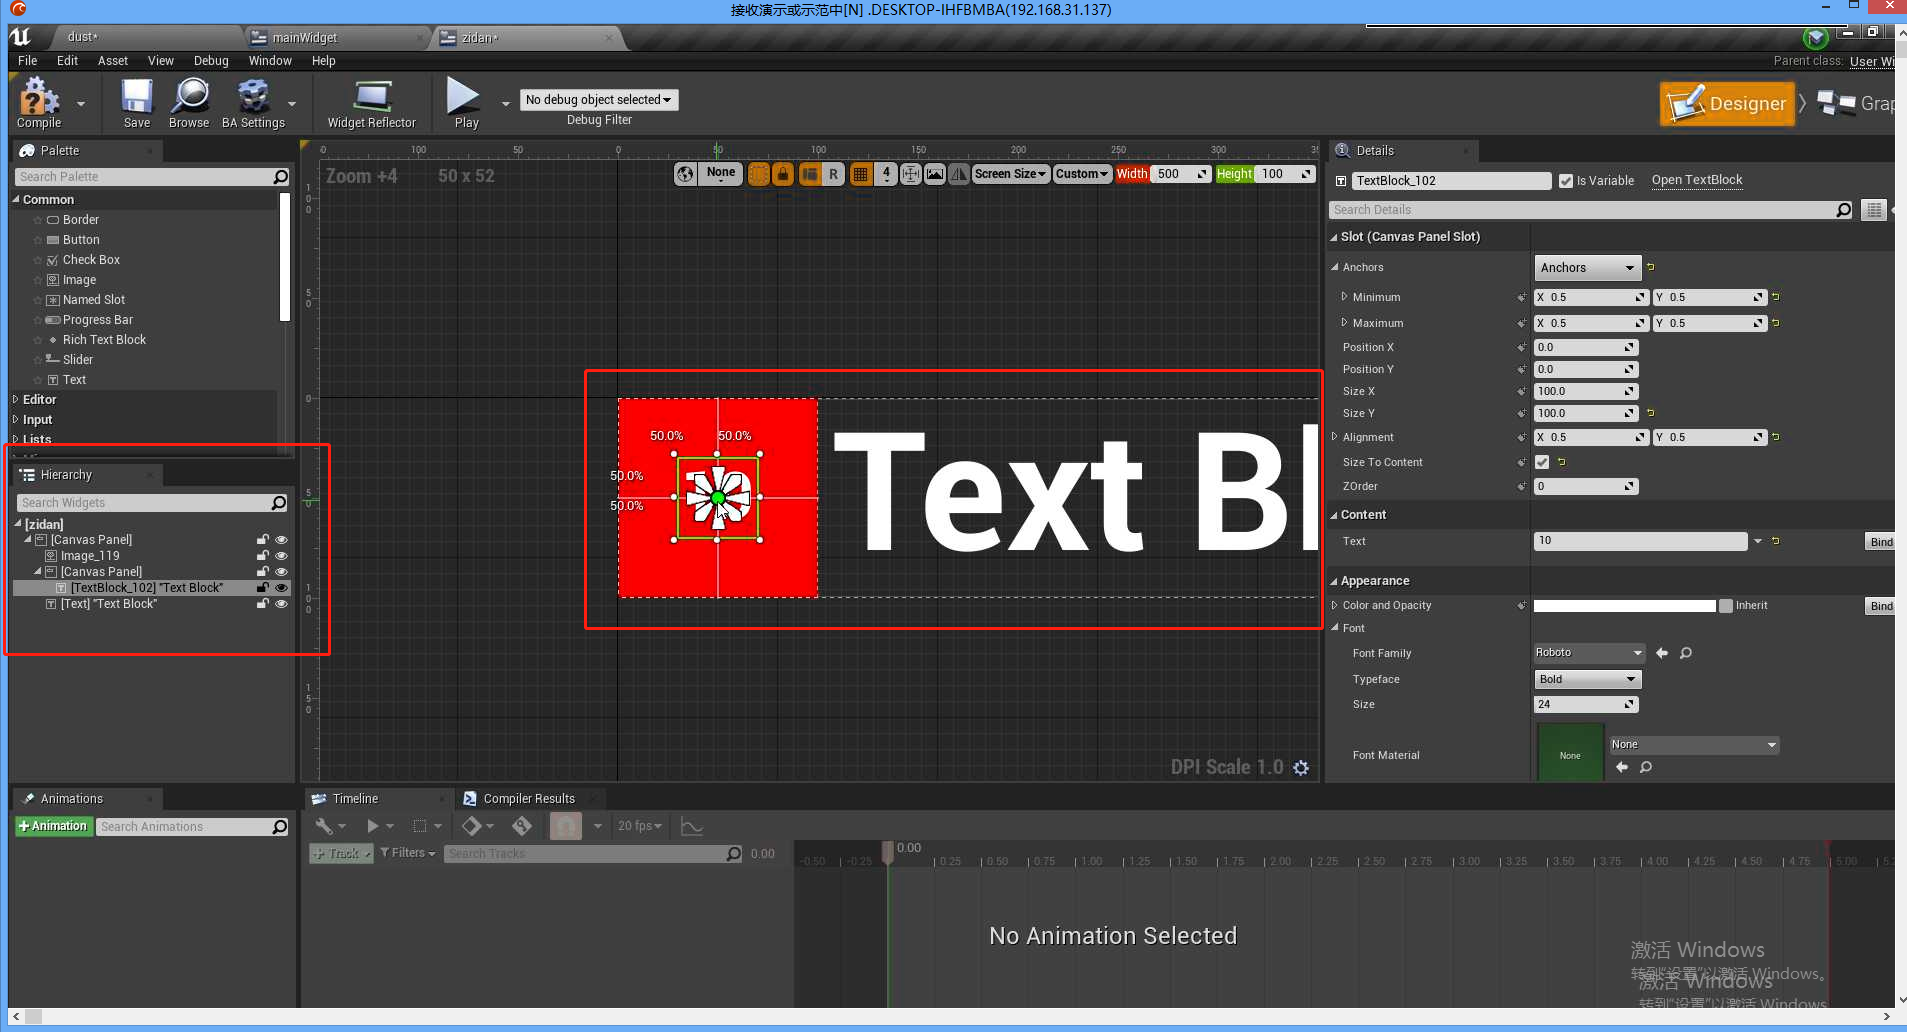 接收演示或示范中[N] .DESKTOP-IHFBMBA(192.168.31.137)
dust*
mainWidget
zidan*
File Edit Asset View Debug Window Help
Parent class: User Wi
Compile
Save
Browse
BA Settings
Widget Reflector
Play
No debug object selected
Debug Filter
Designer
Grap
Palette
Search Palette
Common
Border
Button
Check Box
Image
Named Slot
Progress Bar
Rich Text Block
Slider
Text
Editor
Input
Lists
Hierarchy
Search Widgets
[zidan]
[Canvas Panel]
Image_119
[Canvas Panel]
[TextBlock_102] "Text Block"
[Text] "Text Block"
0 100 50 0 50 100 150 200 250 300
Zoom +4
50 x 52
None
R
4
Screen Size
Custom
Width 500
Height 100
50.0% 50.0%
50.0%
50.0%
Text Bl
DPI Scale 1.0
Details
TextBlock_102
Is Variable
Open TextBlock
Search Details
Slot (Canvas Panel Slot)
Anchors
Anchors
Minimum X 0.5 Y 0.5
Maximum X 0.5 Y 0.5
Position X 0.0
Position Y 0.0
Size X 100.0
Size Y 100.0
Alignment X 0.5 Y 0.5
Size To Content
ZOrder 0
Content
Text 10 Bind
Appearance
Color and Opacity Inherit Bind
Font
Font Family Roboto
Typeface Bold
Size 24
Font Material None None
Animations
+Animation
Search Animations
Timeline
Compiler Results
20 fps
+ Track
Filters
Search Tracks
0.00
-0.50 -0.25 0.00 0.25 0.50 0.75 1.00 1.25 1.50 1.75 2.00 2.25 2.50 2.75 3.00 3.25 3.50 3.75 4.00 4.25 4.50 4.75 5.00
No Animation Selected
激活 Windows
转到"设置"以激活 Windows。
激活 Windows
转到"设置"以激活 Windows